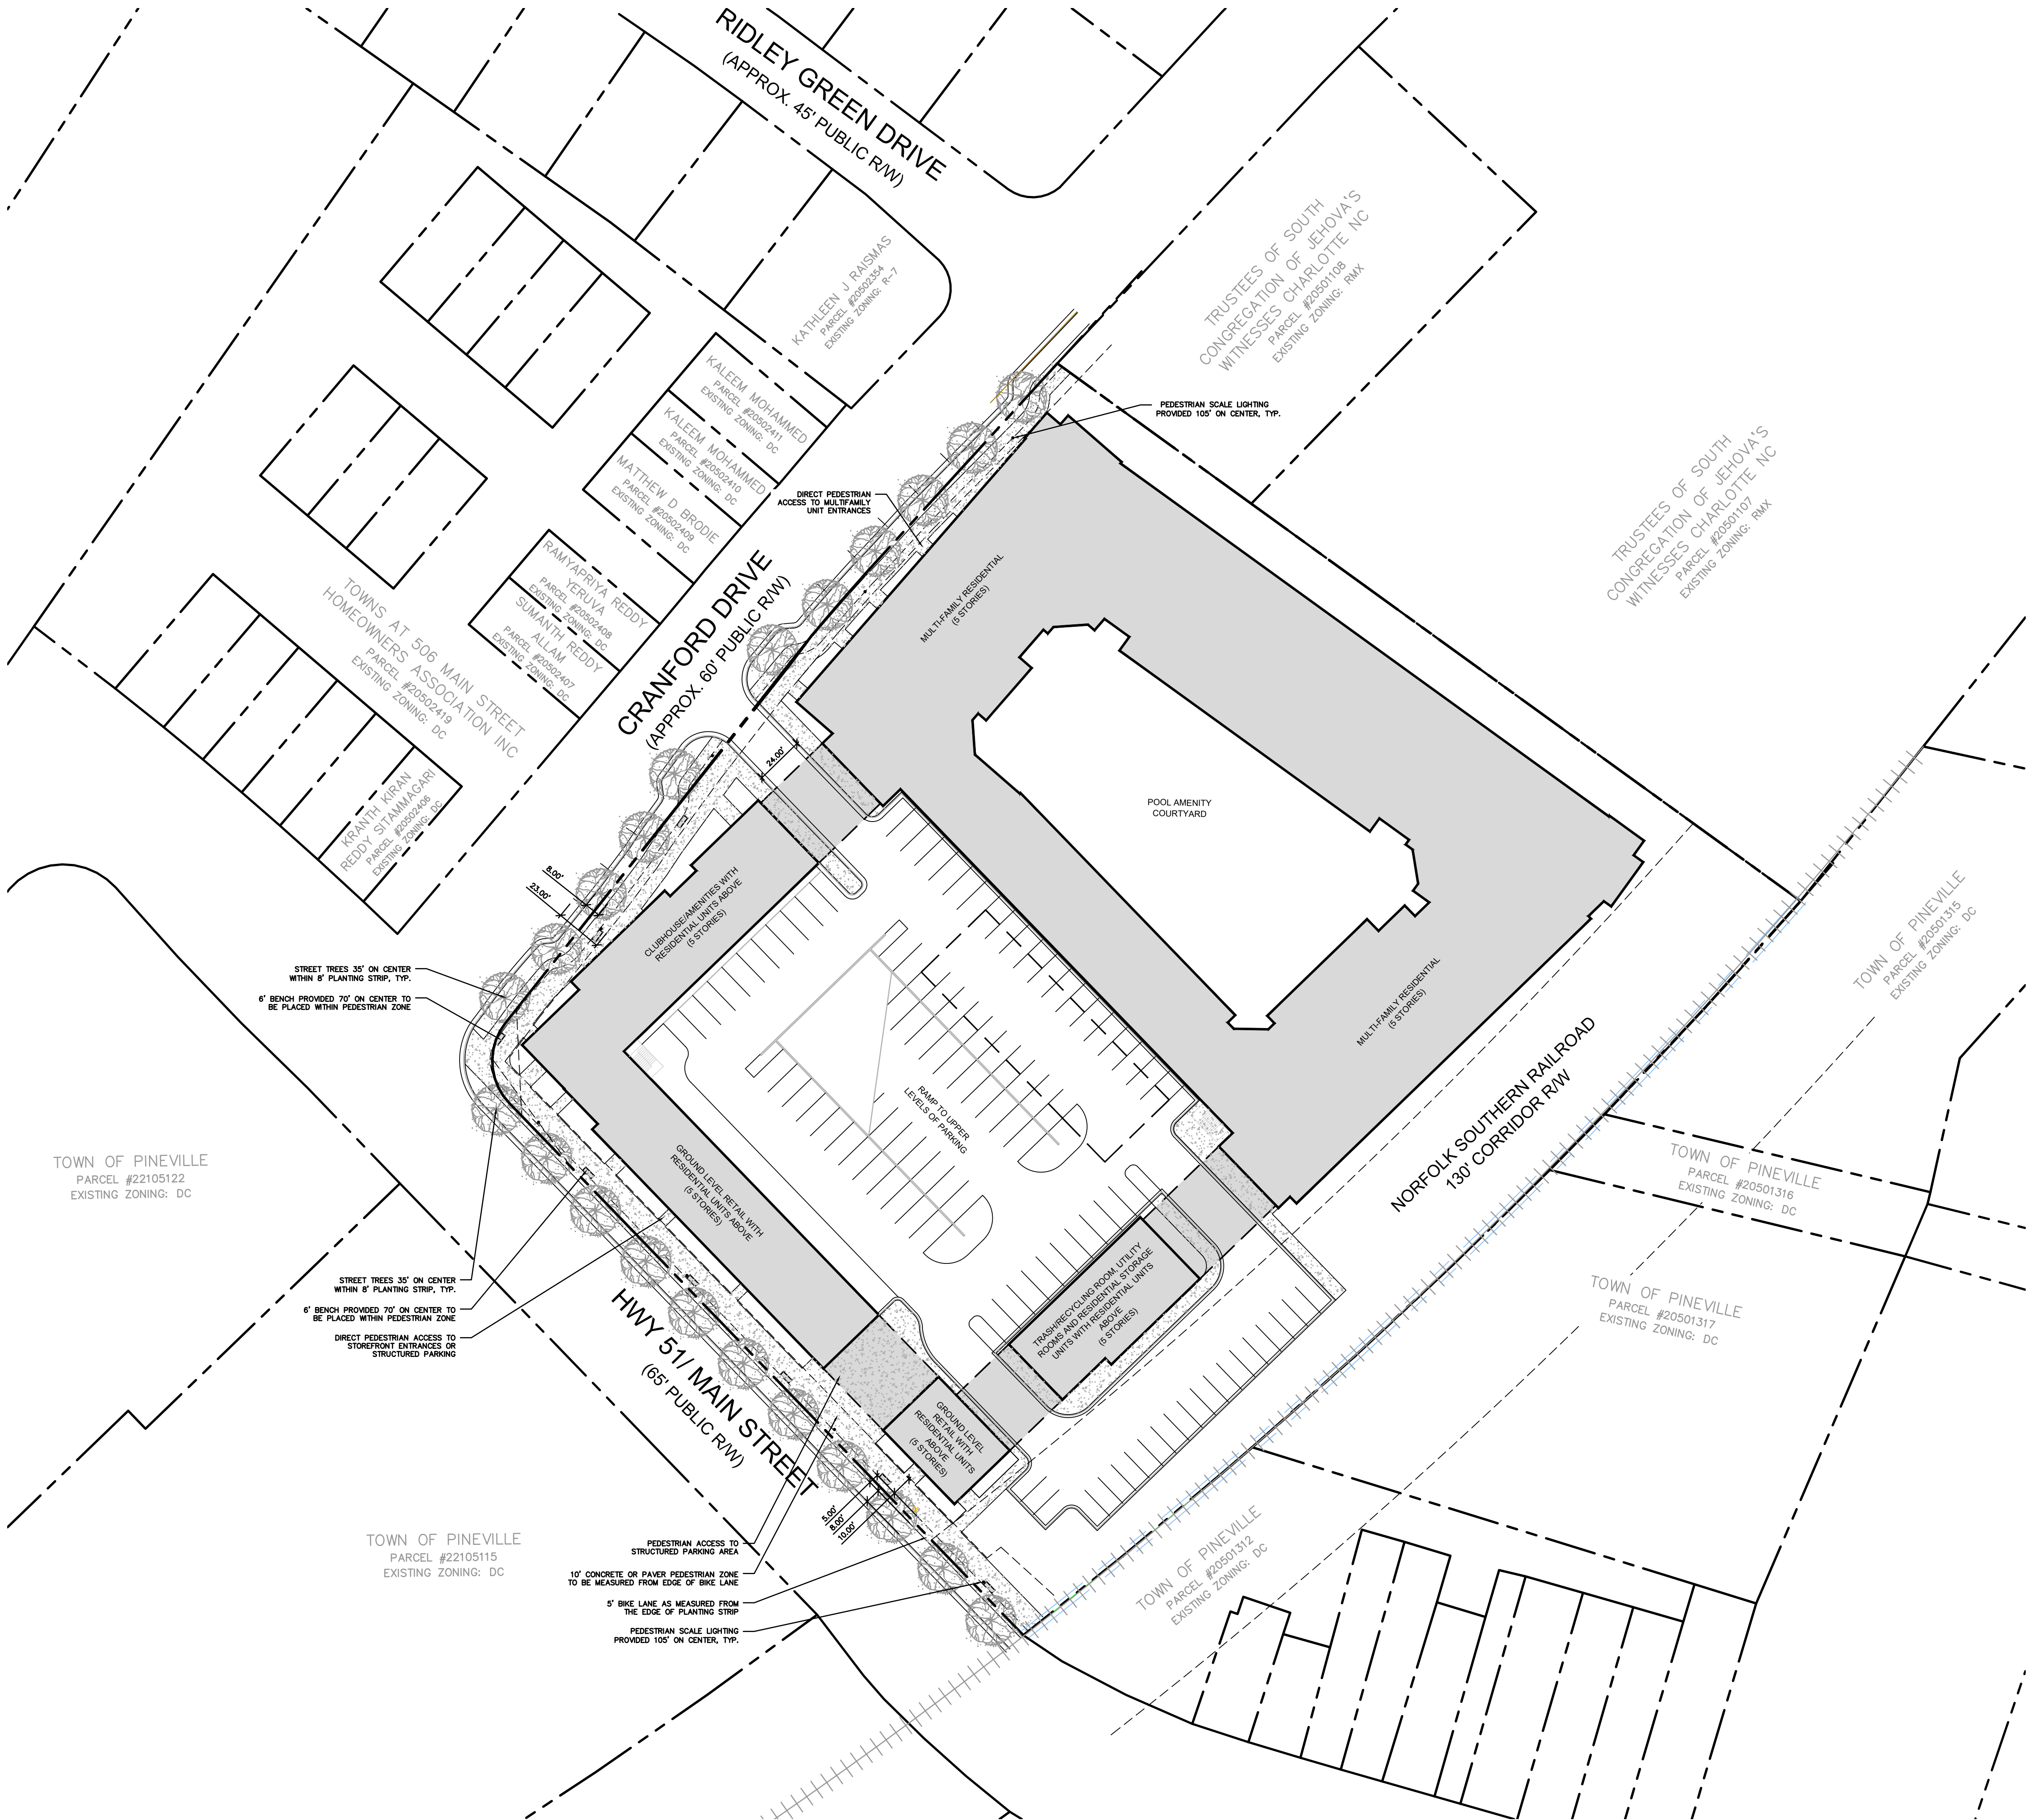 RIDLEY GREEN DRIVE
(APPROX. 45' PUBLIC R/W)
KATHLEEN J RAISMAS
PARCEL #20502354
EXISTING ZONING: R-7
TRUSTEES OF SOUTH
CONGREGATION OF JEHOVA'S
WITNESSES CHARLOTTE NC
PARCEL #20501108
EXISTING ZONING: RMX
KALEEM MOHAMMED
PARCEL #20502411
EXISTING ZONING: DC
KALEEM MOHAMMED
PARCEL #20502410
EXISTING ZONING: DC
MATTHEW D BRODIE
PARCEL #20502409
EXISTING ZONING: DC
RAMYAPRIYA REDDY
YERUVA
PARCEL #20502408
EXISTING ZONING: DC
SUMANTH REDDY
ALLAM
PARCEL #20502407
EXISTING ZONING: DC
TOWNS AT 506 MAIN STREET
HOMEOWNERS ASSOCIATION INC
PARCEL #20502419
EXISTING ZONING: DC
KRANTH KIRAN
REDDY SITAMMAGARI
PARCEL #20502406
EXISTING ZONING: DC
PEDESTRIAN SCALE LIGHTING
PROVIDED 105' ON CENTER, TYP.
DIRECT PEDESTRIAN
ACCESS TO MULTIFAMILY
UNIT ENTRANCES
TRUSTEES OF SOUTH
CONGREGATION OF JEHOVA'S
WITNESSES CHARLOTTE NC
PARCEL #20501107
EXISTING ZONING: RMX
CRANFORD DRIVE
(APPROX. 60' PUBLIC R/W)
MULTI-FAMILY RESIDENTIAL
(5 STORIES)
24.00'
POOL AMENITY
COURTYARD
8.00'
23.00'
CLUBHOUSE/AMENITIES WITH
RESIDENTIAL UNITS ABOVE
(5 STORIES)
STREET TREES 35' ON CENTER
WITHIN 8' PLANTING STRIP, TYP.
6' BENCH PROVIDED 70' ON CENTER TO
BE PLACED WITHIN PEDESTRIAN ZONE
MULTI-FAMILY RESIDENTIAL
(5 STORIES)
TOWN OF PINEVILLE
PARCEL #20501315
EXISTING ZONING: DC
NORFOLK SOUTHERN RAILROAD
130' CORRIDOR R/W
RAMP TO UPPER
LEVELS OF PARKING
TOWN OF PINEVILLE
PARCEL #22105122
EXISTING ZONING: DC
GROUND LEVEL RETAIL WITH
RESIDENTIAL UNITS ABOVE
(5 STORIES)
TOWN OF PINEVILLE
PARCEL #20501316
EXISTING ZONING: DC
TRASH/RECYCLING ROOM, UTILITY
ROOMS AND RESIDENTIAL STORAGE
UNITS WITH RESIDENTIAL UNITS
ABOVE
(5 STORIES)
STREET TREES 35' ON CENTER
WITHIN 8' PLANTING STRIP, TYP.
6' BENCH PROVIDED 70' ON CENTER TO
BE PLACED WITHIN PEDESTRIAN ZONE
DIRECT PEDESTRIAN ACCESS TO
STOREFRONT ENTRANCES OR
STRUCTURED PARKING
TOWN OF PINEVILLE
PARCEL #20501317
EXISTING ZONING: DC
HWY 51/ MAIN STREET
(65' PUBLIC R/W)
GROUND LEVEL
RETAIL WITH
RESIDENTIAL UNITS
ABOVE
(5 STORIES)
5.00'
8.00'
10.00'
TOWN OF PINEVILLE
PARCEL #22105115
EXISTING ZONING: DC
PEDESTRIAN ACCESS TO
STRUCTURED PARKING AREA
10' CONCRETE OR PAVER PEDESTRIAN ZONE
TO BE MEASURED FROM EDGE OF BIKE LANE
5' BIKE LANE AS MEASURED FROM
THE EDGE OF PLANTING STRIP
PEDESTRIAN SCALE LIGHTING
PROVIDED 105' ON CENTER, TYP.
TOWN OF PINEVILLE
PARCEL #20501312
EXISTING ZONING: DC